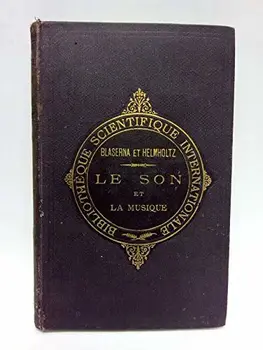 BIBLIOTHÈQUE SCIENTIFIQUE INTERNATIONALE
BLASERNA ET HELMHOLTZ
LE SON
ET
LA MUSIQUE